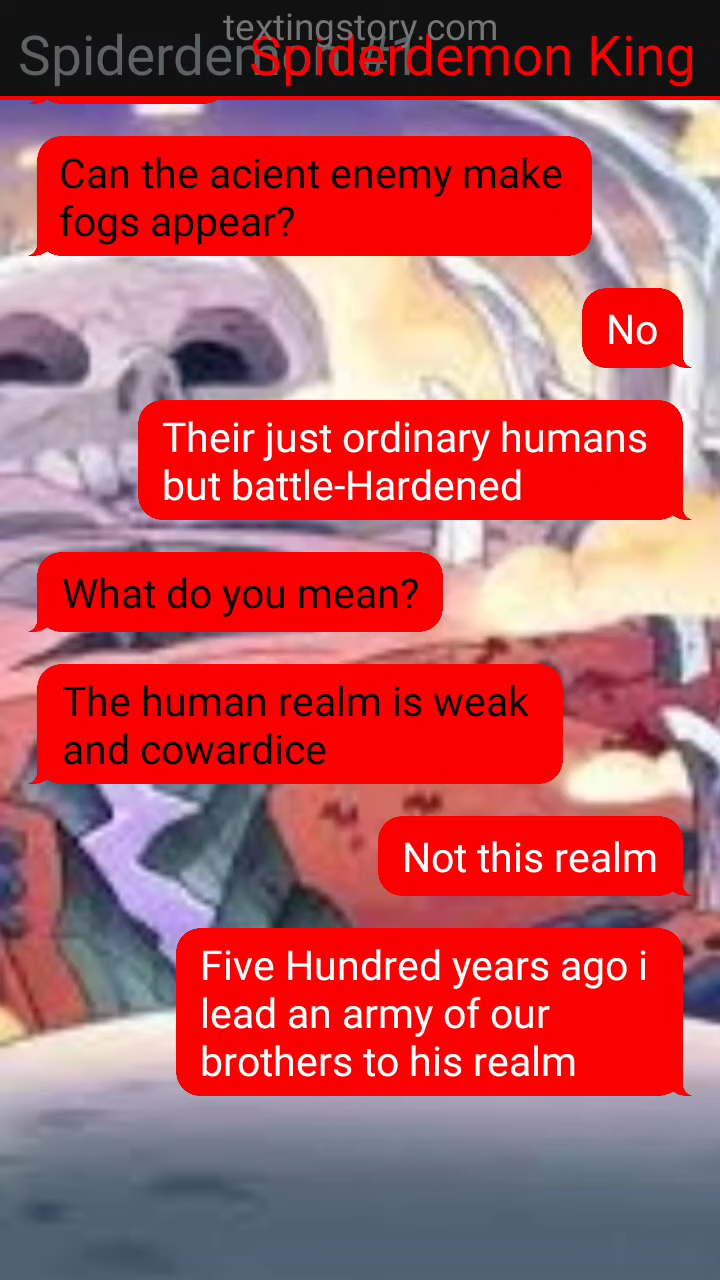 textingstory.com
Spiderdemon #1
Spiderdemon King
Can the acient enemy make
fogs appear?
No
Their just ordinary humans
but battle-Hardened
What do you mean?
The human realm is weak
and cowardice
Not this realm
Five Hundred years ago i
lead an army of our
brothers to his realm